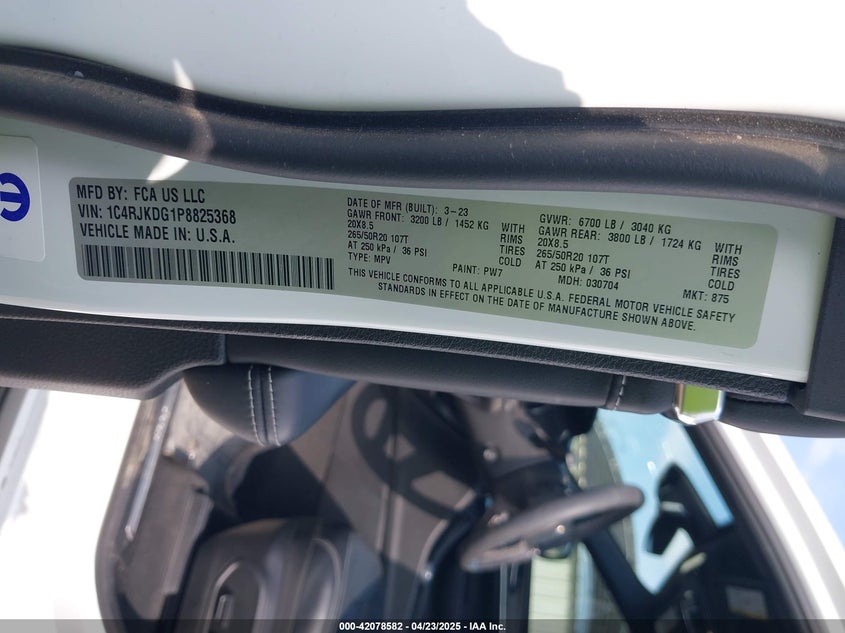 MFD BY: FCA US LLC
VIN: 1C4RJKDG1P8825368
VEHICLE MADE IN: U.S.A.
DATE OF MFR (BUILT): 3-23
GAWR FRONT: 3200 LB / 1452 KG WITH
20X8.5 RIMS
265/50R20 107T TIRES
AT 250 kPa / 36 PSI COLD
TYPE: MPV
PAINT: PW7
GVWR: 6700 LB / 3040 KG
GAWR REAR: 3800 LB / 1724 KG WITH
20X8.5 RIMS
265/50R20 107T TIRES
AT 250 kPa / 36 PSI COLD
MDH: 030704
MKT: 875
THIS VEHICLE CONFORMS TO ALL APPLICABLE U.S.A. FEDERAL MOTOR VEHICLE SAFETY
STANDARDS IN EFFECT ON THE DATE OF MANUFACTURE SHOWN ABOVE.
000-42078582 - 04/23/2025 - IAA Inc.